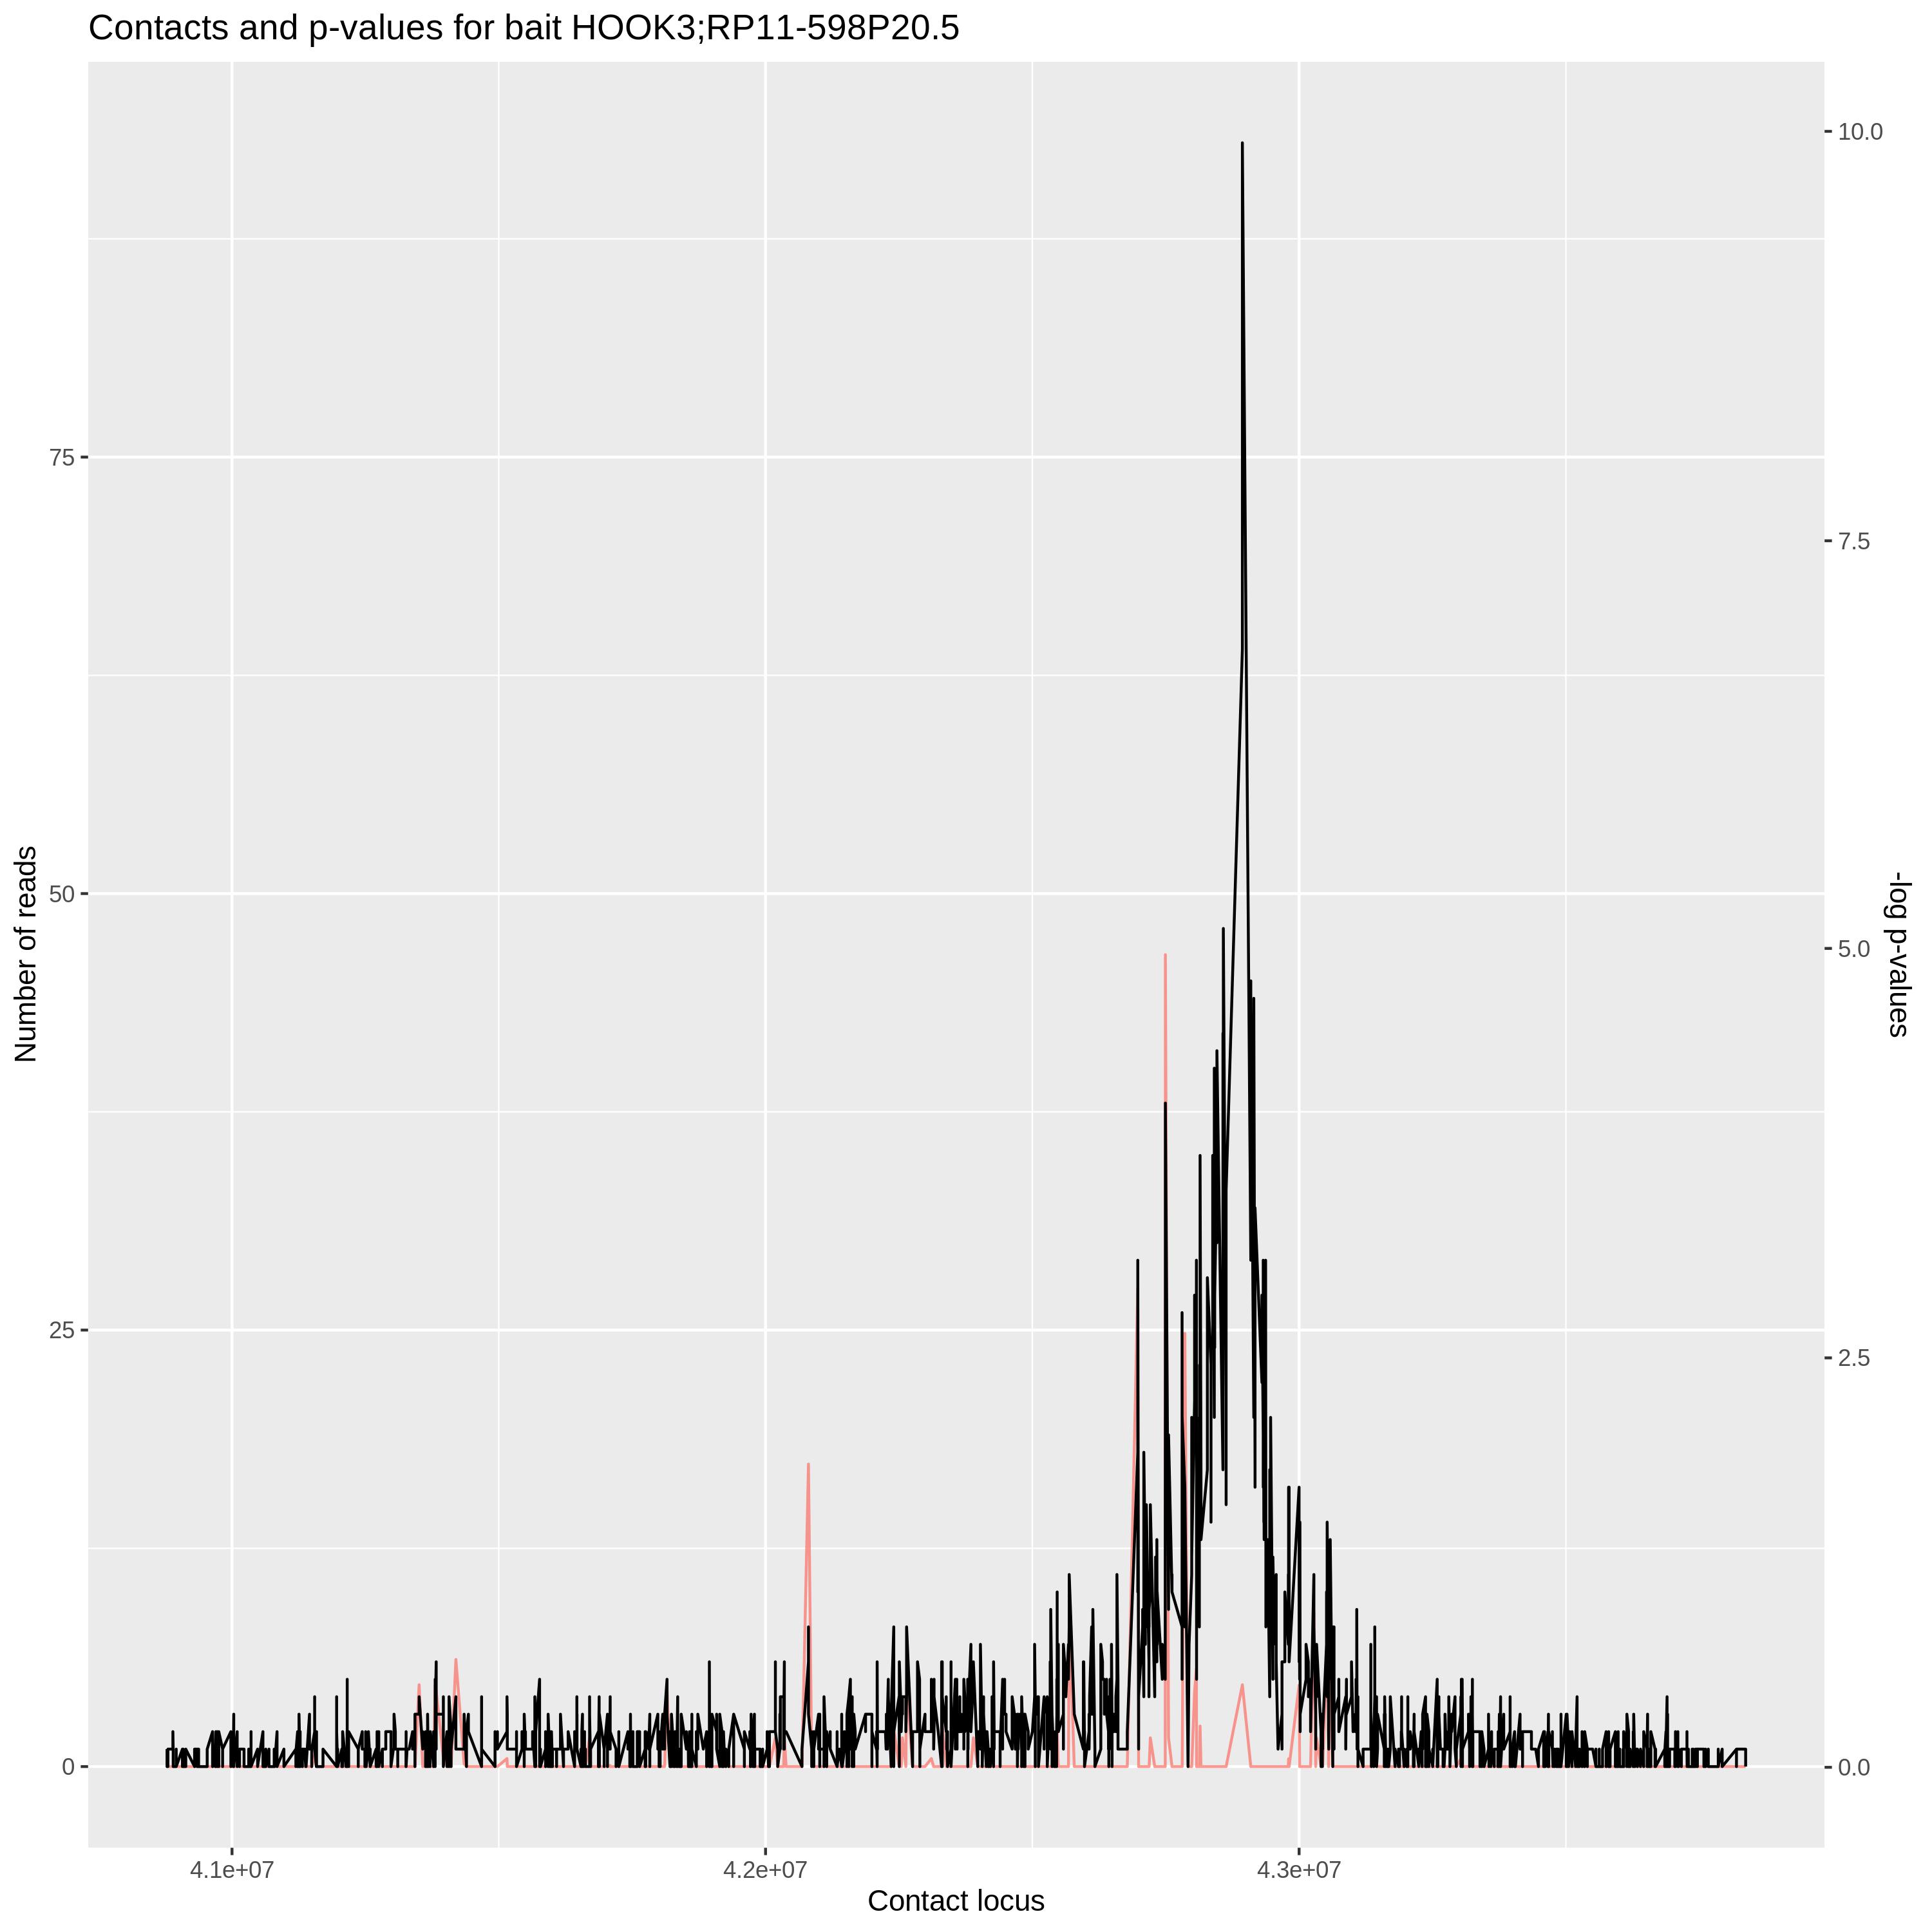 Contacts and p-values for bait HOOK3;RP11-598P20.5
Number of reads
75
50
25
0
10.0
7.5
5.0
2.5
0.0
-log p-values
4.1e+07
4.2e+07
4.3e+07
Contact locus